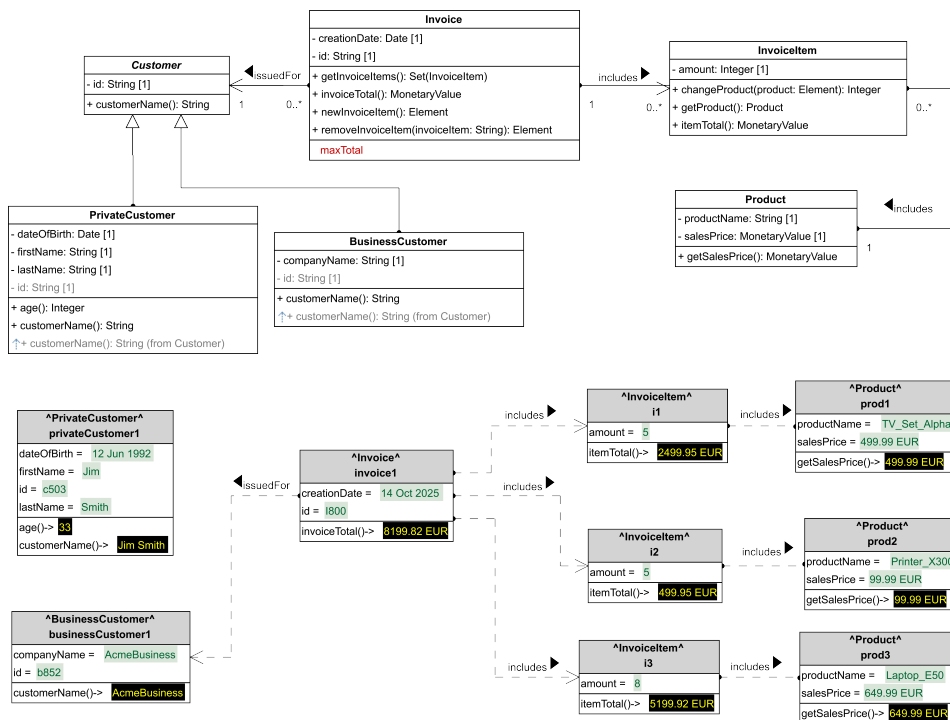 Invoice
- creationDate: Date [1]
- id: String [1]
+ getInvoiceItems(): Set(InvoiceItem)
+ invoiceTotal(): MonetaryValue
+ newInvoiceItem(): Element
+ removeInvoiceItem(invoiceItem: String): Element
maxTotal
Customer
- id: String [1]
+ customerName(): String
issuedFor
1
0..*
includes
1
0..*
InvoiceItem
- amount: Integer [1]
+ changeProduct(product: Element): Integer
+ getProduct(): Product
+ itemTotal(): MonetaryValue
0..*
Product
- productName: String [1]
- salesPrice: MonetaryValue [1]
+ getSalesPrice(): MonetaryValue
includes
1
PrivateCustomer
- dateOfBirth: Date [1]
- firstName: String [1]
- lastName: String [1]
- id: String [1]
+ age(): Integer
+ customerName(): String
+ customerName(): String (from Customer)
BusinessCustomer
- companyName: String [1]
- id: String [1]
+ customerName(): String
+ customerName(): String (from Customer)
^PrivateCustomer^
privateCustomer1
dateOfBirth = 12 Jun 1992
firstName = Jim
id = c503
lastName = Smith
age()-> 33
customerName()-> Jim Smith
^BusinessCustomer^
businessCustomer1
companyName = AcmeBusiness
id = b852
customerName()-> AcmeBusiness
issuedFor
^Invoice^
invoice1
creationDate = 14 Oct 2025
id = I800
invoiceTotal()-> 8199.82 EUR
includes
includes
includes
^InvoiceItem^
i1
amount = 5
itemTotal()-> 2499.95 EUR
includes
^Product^
prod1
productName = TV_Set_Alpha
salesPrice = 499.99 EUR
getSalesPrice()-> 499.99 EUR
^InvoiceItem^
i2
amount = 5
itemTotal()-> 499.95 EUR
includes
^Product^
prod2
productName = Printer_X300
salesPrice = 99.99 EUR
getSalesPrice()-> 99.99 EUR
^InvoiceItem^
i3
amount = 8
itemTotal()-> 5199.92 EUR
includes
^Product^
prod3
productName = Laptop_E50
salesPrice = 649.99 EUR
getSalesPrice()-> 649.99 EUR